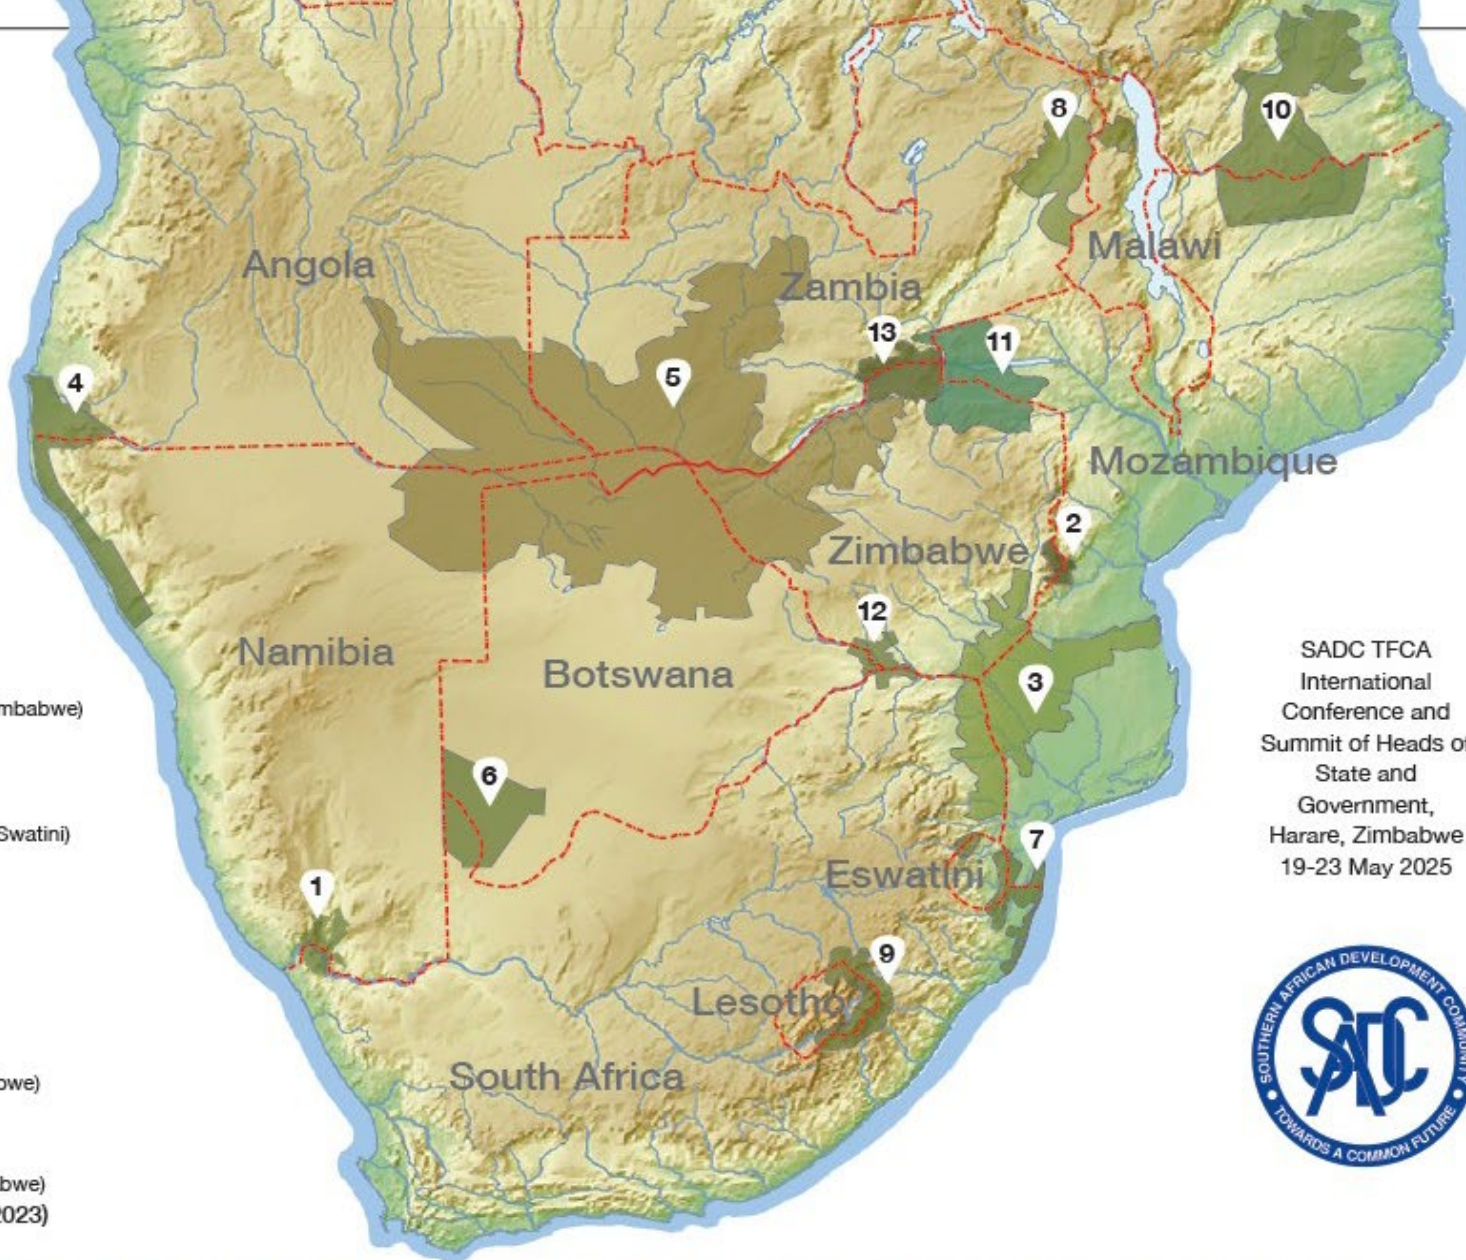 8
10
Angola
Malawi
Zambia
13
11
4
5
Mozambique
2
Zimbabwe
12
Namibia
Botswana
3
SADC TFCA
International
Conference and
Summit of Heads of
State and
Government,
Harare, Zimbabwe
19-23 May 2025
mbabwe)
6
Swatini)
7
Eswatini
1
9
Lesotho
South Africa
SOUTHERN AFRICAN DEVELOPMENT COMMUNITY
SADC
TOWARDS A COMMON FUTURE
bwe)
bwe)
2023)